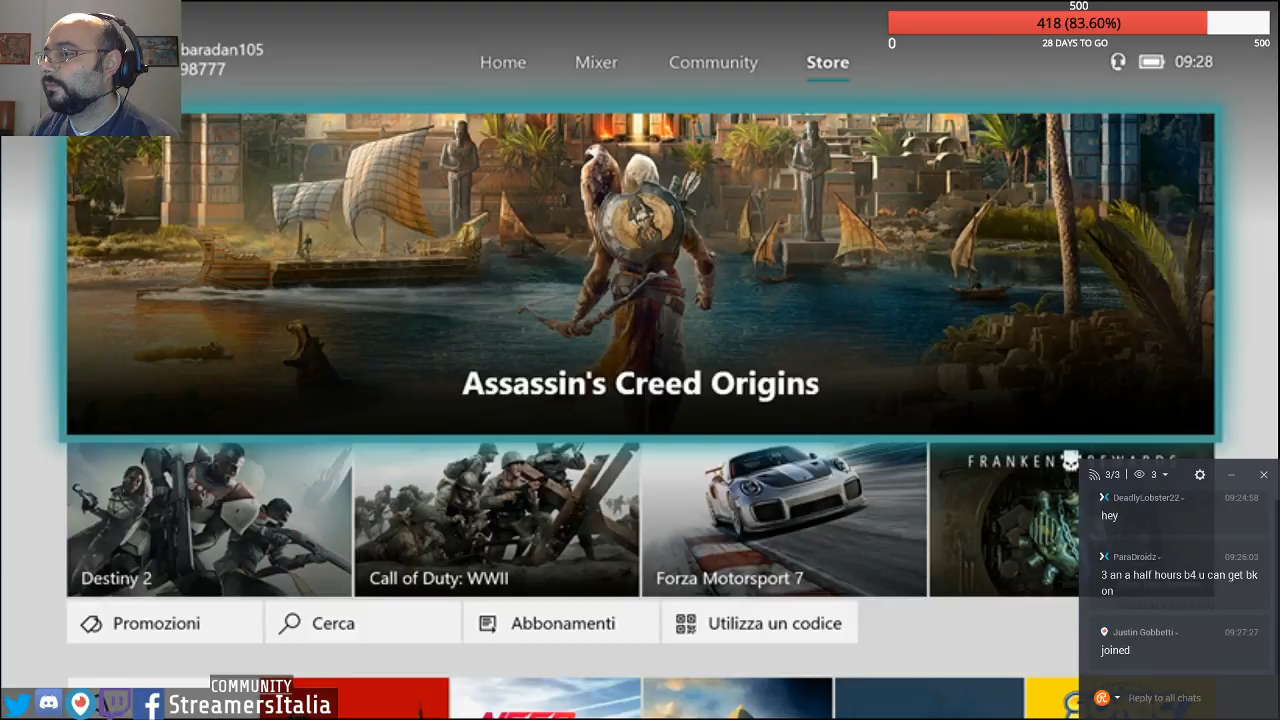 500
418 (83.60%)
0
28 DAYS TO GO
500
baradan105
98777
Home
Mixer
Community
Store
09:28
Assassin's Creed Origins
Destiny 2
Call of Duty: WWII
Forza Motorsport 7
Promozioni
Cerca
Abbonamenti
Utilizza un codice
3/3
3
DeadlyLobster22
09:24:58
hey
ParaDroidz
09:26:03
3 an a half hours b4 u can get bk
on
Justin Gobbetti
09:27:27
joined
Reply to all chats
COMMUNITY
StreamersItalia